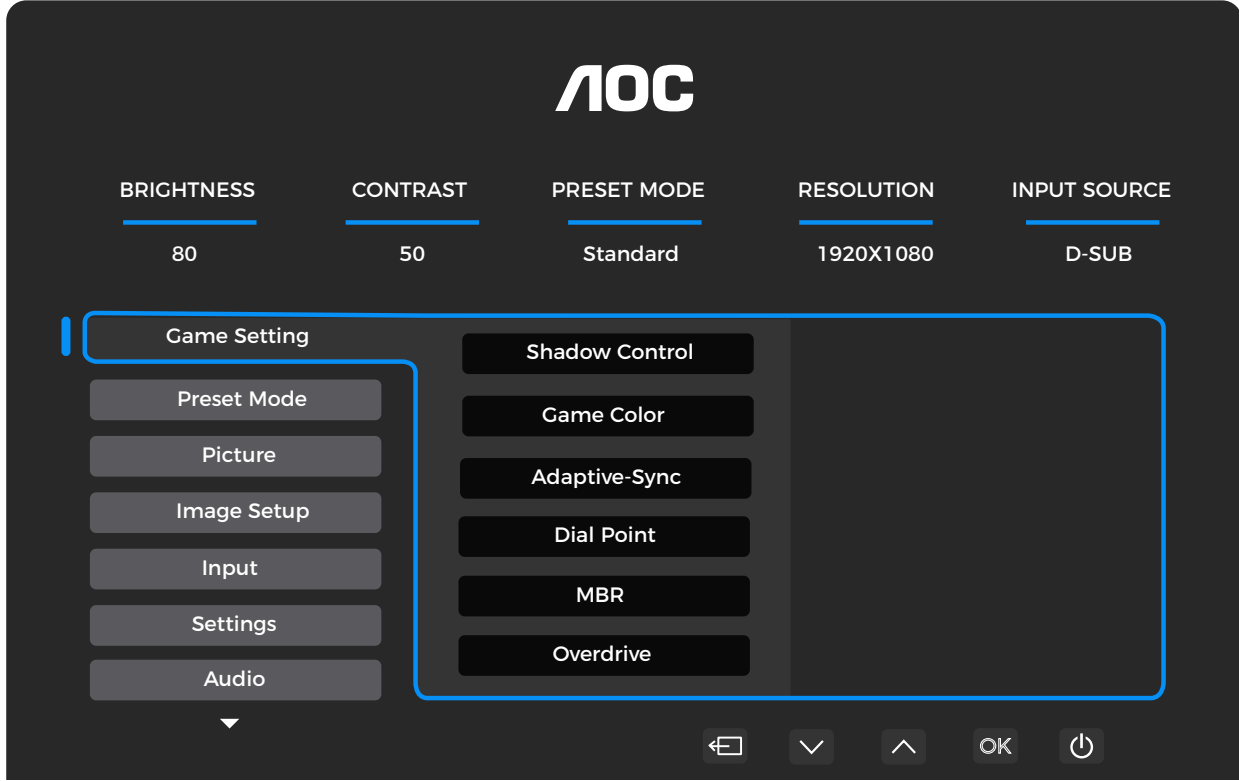 AOC
BRIGHTNESS CONTRAST PRESET MODE RESOLUTION INPUT SOURCE
80 50 Standard 1920X1080 D-SUB
Game Setting
Preset Mode
Picture
Image Setup
Input
Settings
Audio
Shadow Control
Game Color
Adaptive-Sync
Dial Point
MBR
Overdrive
OK